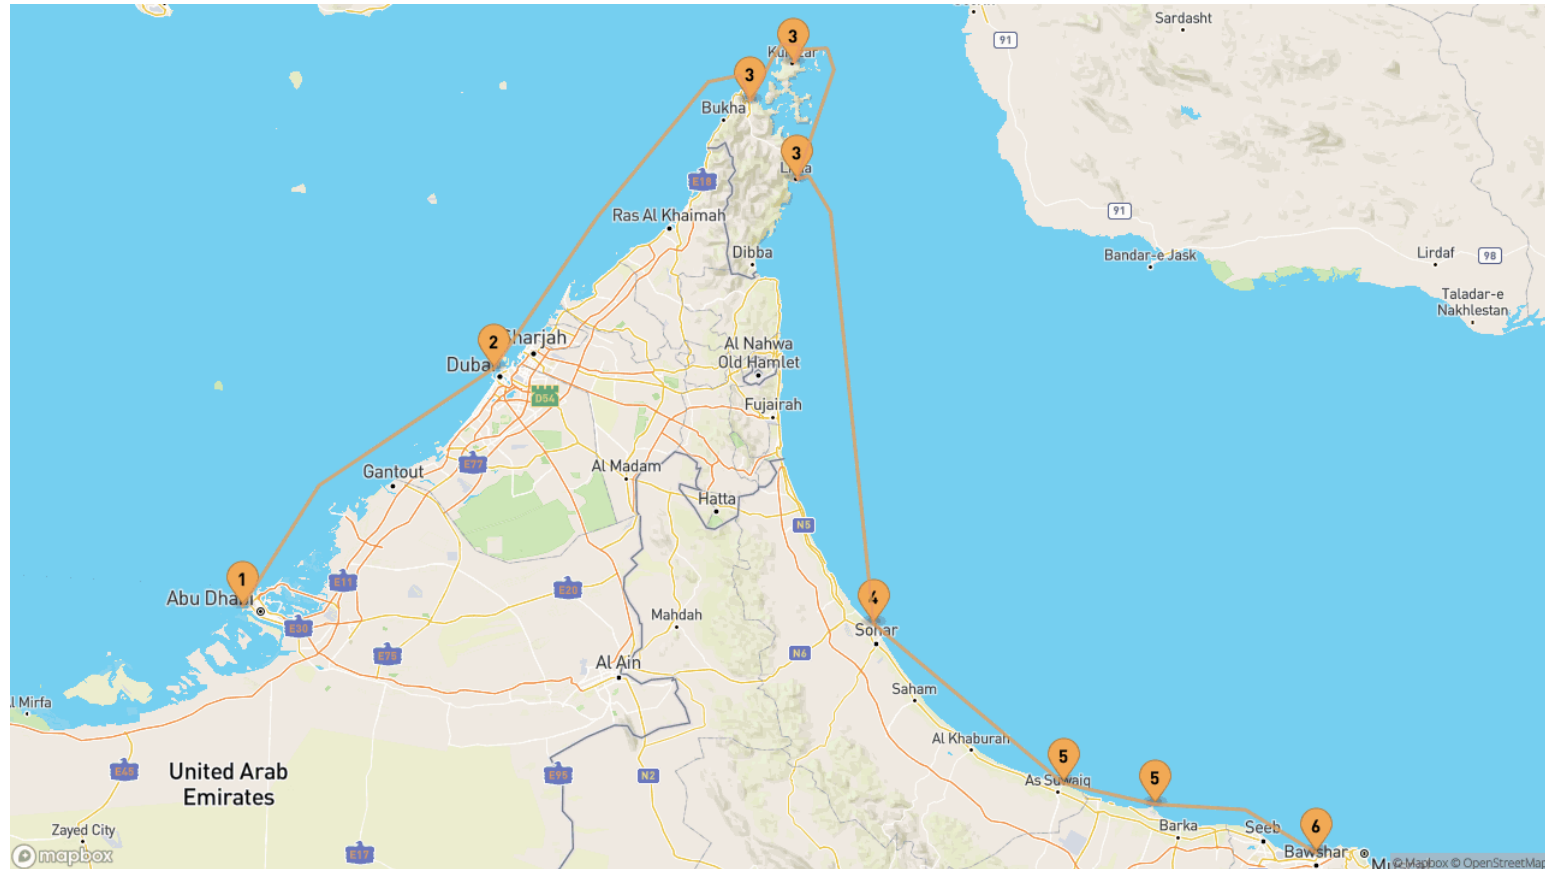 Sardasht
91
3
Kumzar
3
Bukha
3
Lima
E18
91
Ras Al Khaimah
Dibba
Bandar-e Jask
Lirdaf
98
Taladar-e
Nakhlestan
2
Sharjah
Dubai
Al Nahwa
Old Hamlet
D54
Fujairah
Gantout
E77
Al Madam
Hatta
N5
1
Abu Dhabi
E11
E20
E30
4
Sohar
Mahdah
E75
N6
Al Ain
Saham
l Mirfa
Al Khaburah
5
5
As Suwaiq
United Arab
Emirates
E45
E95
N2
Zayed City
Barka
Seeb
6
Bawshar
E17
mapbox
© Mapbox © OpenStreetMap